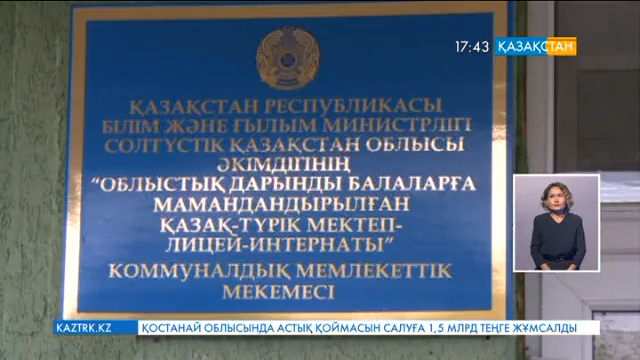 17:43 ҚАЗАҚСТАН
ҚАЗАҚСТАН РЕСПУБЛИКАСЫ
БІЛІМ ЖӘНЕ ҒЫЛЫМ МИНИСТРЛІГІ
СОЛТҮСТІК ҚАЗАҚСТАН ОБЛЫСЫ
ӘКІМДІГІНІҢ
“ОБЛЫСТЫҚ ДАРЫНДЫ БАЛАЛАРҒА
МАМАНДАНДЫРЫЛҒАН
ҚАЗАҚ-ТҮРІК МЕКТЕП-
ЛИЦЕЙ-ИНТЕРНАТЫ”
КОММУНАЛДЫҚ МЕМЛЕКЕТТІК
МЕКЕМЕСІ
KAZTRK.KZ ҚОСТАНАЙ ОБЛЫСЫНДА АСТЫҚ ҚОЙМАСЫН САЛУҒА 1,5 МЛРД ТЕҢГЕ ЖҰМСАЛДЫ